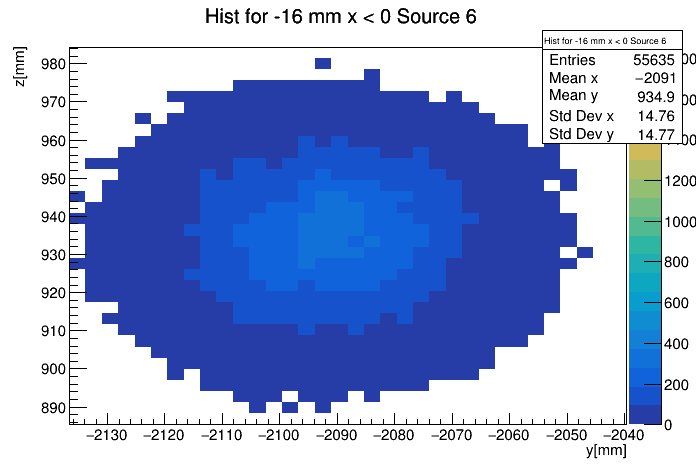 Hist for -16 mm x < 0 Source 6
z[mm]
980
970
960
950
940
930
920
910
900
890
−2130 −2120 −2110 −2100 −2090 −2080 −2070 −2060 −2050 −2040
y[mm]
Hist for -16 mm x < 0 Source 6
Entries 55635
Mean x −2091
Mean y 934.9
Std Dev x 14.76
Std Dev y 14.77
1200
1000
800
600
400
200
0